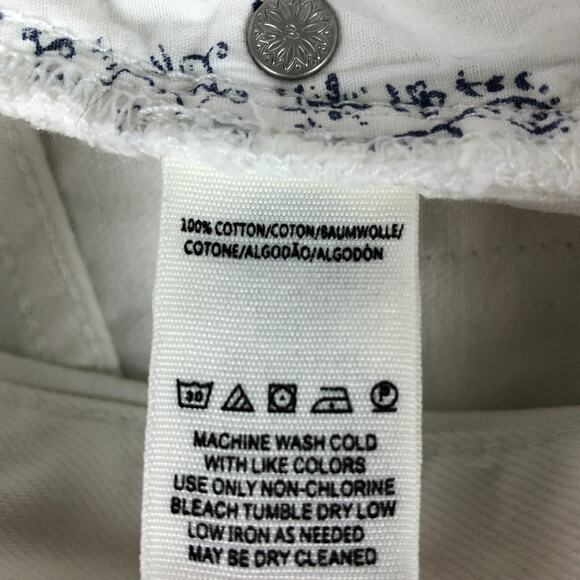 100% COTTON/COTON/BAUMWOLLE/
COTONE/ALGODÃO/ALGODÓN
30 P
MACHINE WASH COLD
WITH LIKE COLORS
USE ONLY NON-CHLORINE
BLEACH TUMBLE DRY LOW
LOW IRON AS NEEDED
MAY BE DRY CLEANED